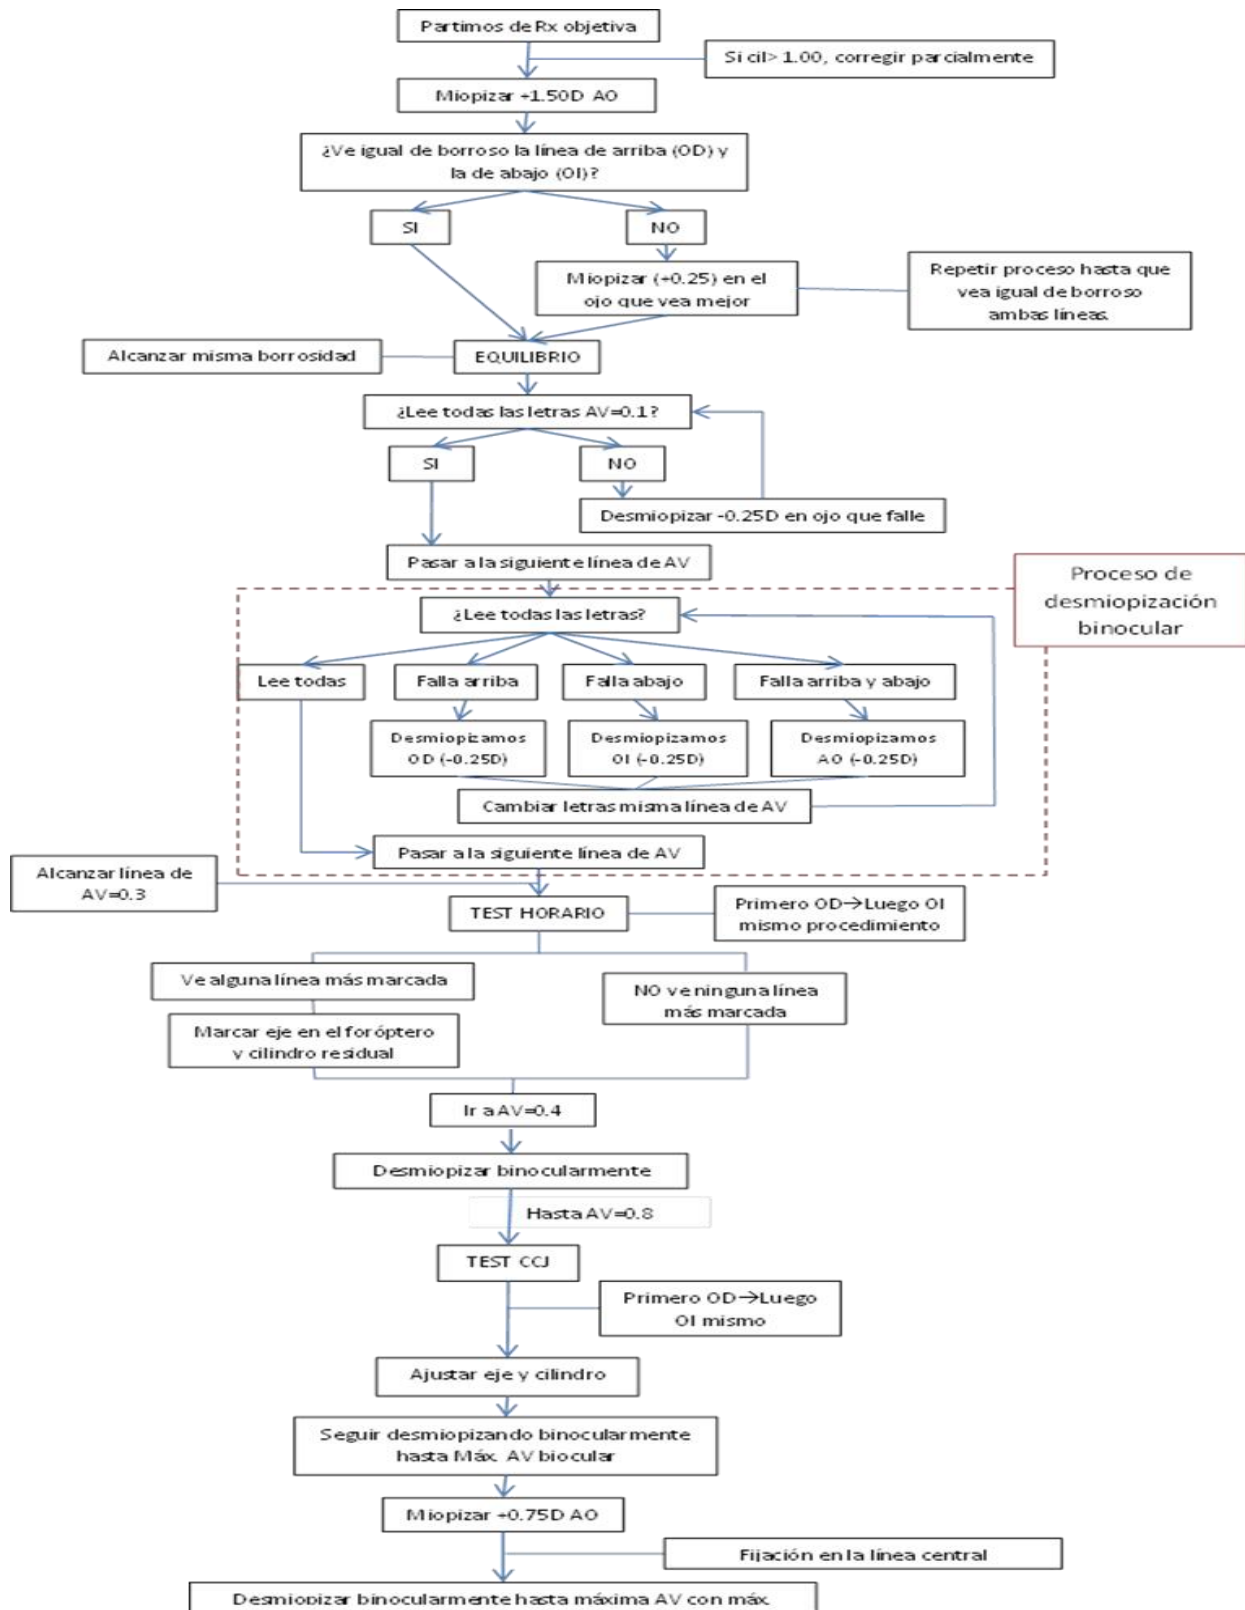 Partimos de Rx objetiva
Si cil> 1.00, corregir parcialmente
Miopizar +1.50D AO
¿Ve igual de borroso la línea de arriba (OD) y
la de abajo (OI)?
SI
NO
Miopizar (+0.25) en el
ojo que vea mejor
Repetir proceso hasta que
vea igual de borroso
ambas líneas.
Alcanzar misma borrosidad
EQUILIBRIO
¿Lee todas las letras AV=0.1?
SI
NO
Desmiopizar -0.25D en ojo que falle
Pasar a la siguiente línea de AV
Proceso de
desmiopización
binocular
¿Lee todas las letras?
Lee todas
Falla arriba
Falla abajo
Falla arriba y abajo
Desmiopizamos
OD (-0.25D)
Desmiopizamos
OI (-0.25D)
Desmiopizamos
AO (-0.25D)
Cambiar letras misma línea de AV
Pasar a la siguiente línea de AV
Alcanzar línea de
AV=0.3
TEST HORARIO
Primero OD→Luego OI
mismo procedimiento
Ve alguna línea más marcada
NO ve ninguna línea
más marcada
Marcar eje en el foróptero
y cilindro residual
Ir a AV=0.4
Desmiopizar binocularmente
Hasta AV=0.8
TEST CCJ
Primero OD→Luego
OI mismo
Ajustar eje y cilindro
Seguir desmiopizando binocularmente
hasta Máx. AV biocular
Miopizar +0.75D AO
Fijación en la línea central
Desmiopizar binocularmente hasta máxima AV con máx.